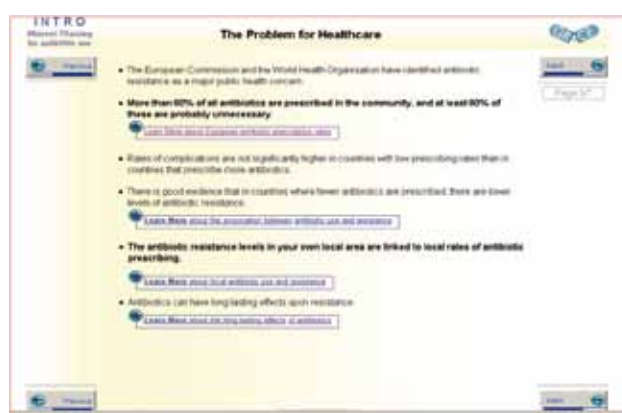 INTRO
for antibiotic use
The Problem for Healthcare
Previous
Next
Page
• The European Commission and the World Health Organisation have identified antibiotic
resistance as a major public health concern.
• More than 80% of all antibiotics are prescribed in the community, and at least 50% of
these are probably unnecessary.
Learn More about European antibiotic prescription rates
• Rates of complications are not significantly higher in countries with low prescribing rates than in
countries that prescribe more antibiotics.
• There is good evidence that in countries where fewer antibiotics are prescribed, there are lower
levels of antibiotic resistance.
Learn More about the association between antibiotic use and resistance
• The antibiotic resistance levels in your own local area are linked to local rates of antibiotic
prescribing.
Learn More about local antibiotic use and resistance
• Antibiotics can have long lasting effects upon resistance.
Learn More about the long lasting effects of antibiotics
Previous
Next